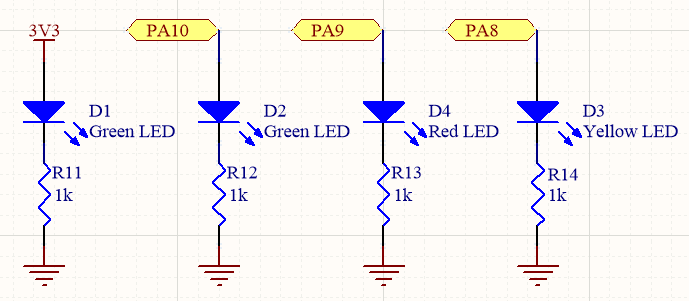 3V3
PA10
PA9
PA8
D1
Green LED
D2
Green LED
D4
Red LED
D3
Yellow LED
R11
1k
R12
1k
R13
1k
R14
1k